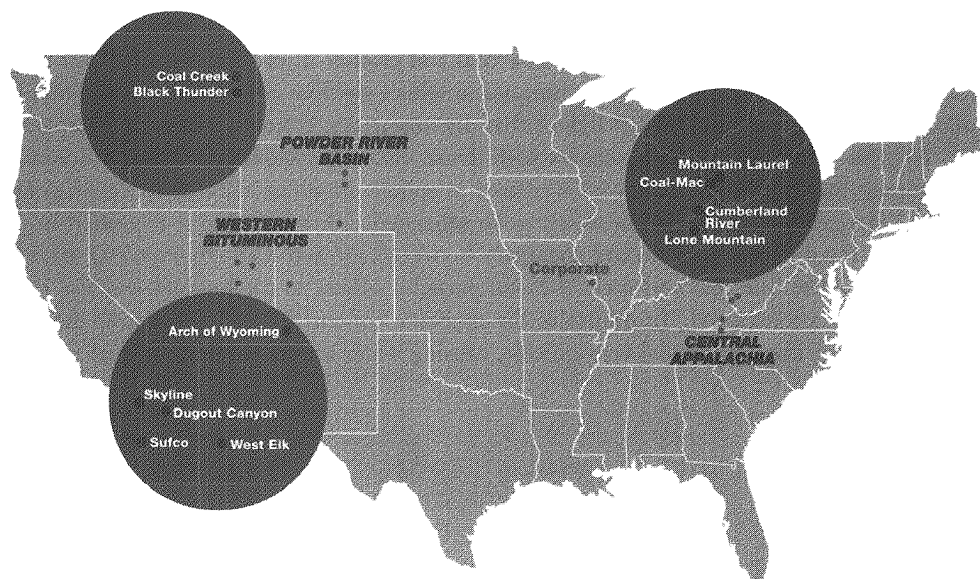 Coal Creek
Black Thunder
POWDER RIVER
BASIN
Mountain Laurel
Coal-Mac
Cumberland
River
Lone Mountain
WESTERN
BITUMINOUS
Corporate
Arch of Wyoming
CENTRAL
APPALACHIA
Skyline
Dugout Canyon
Sufco
West Elk